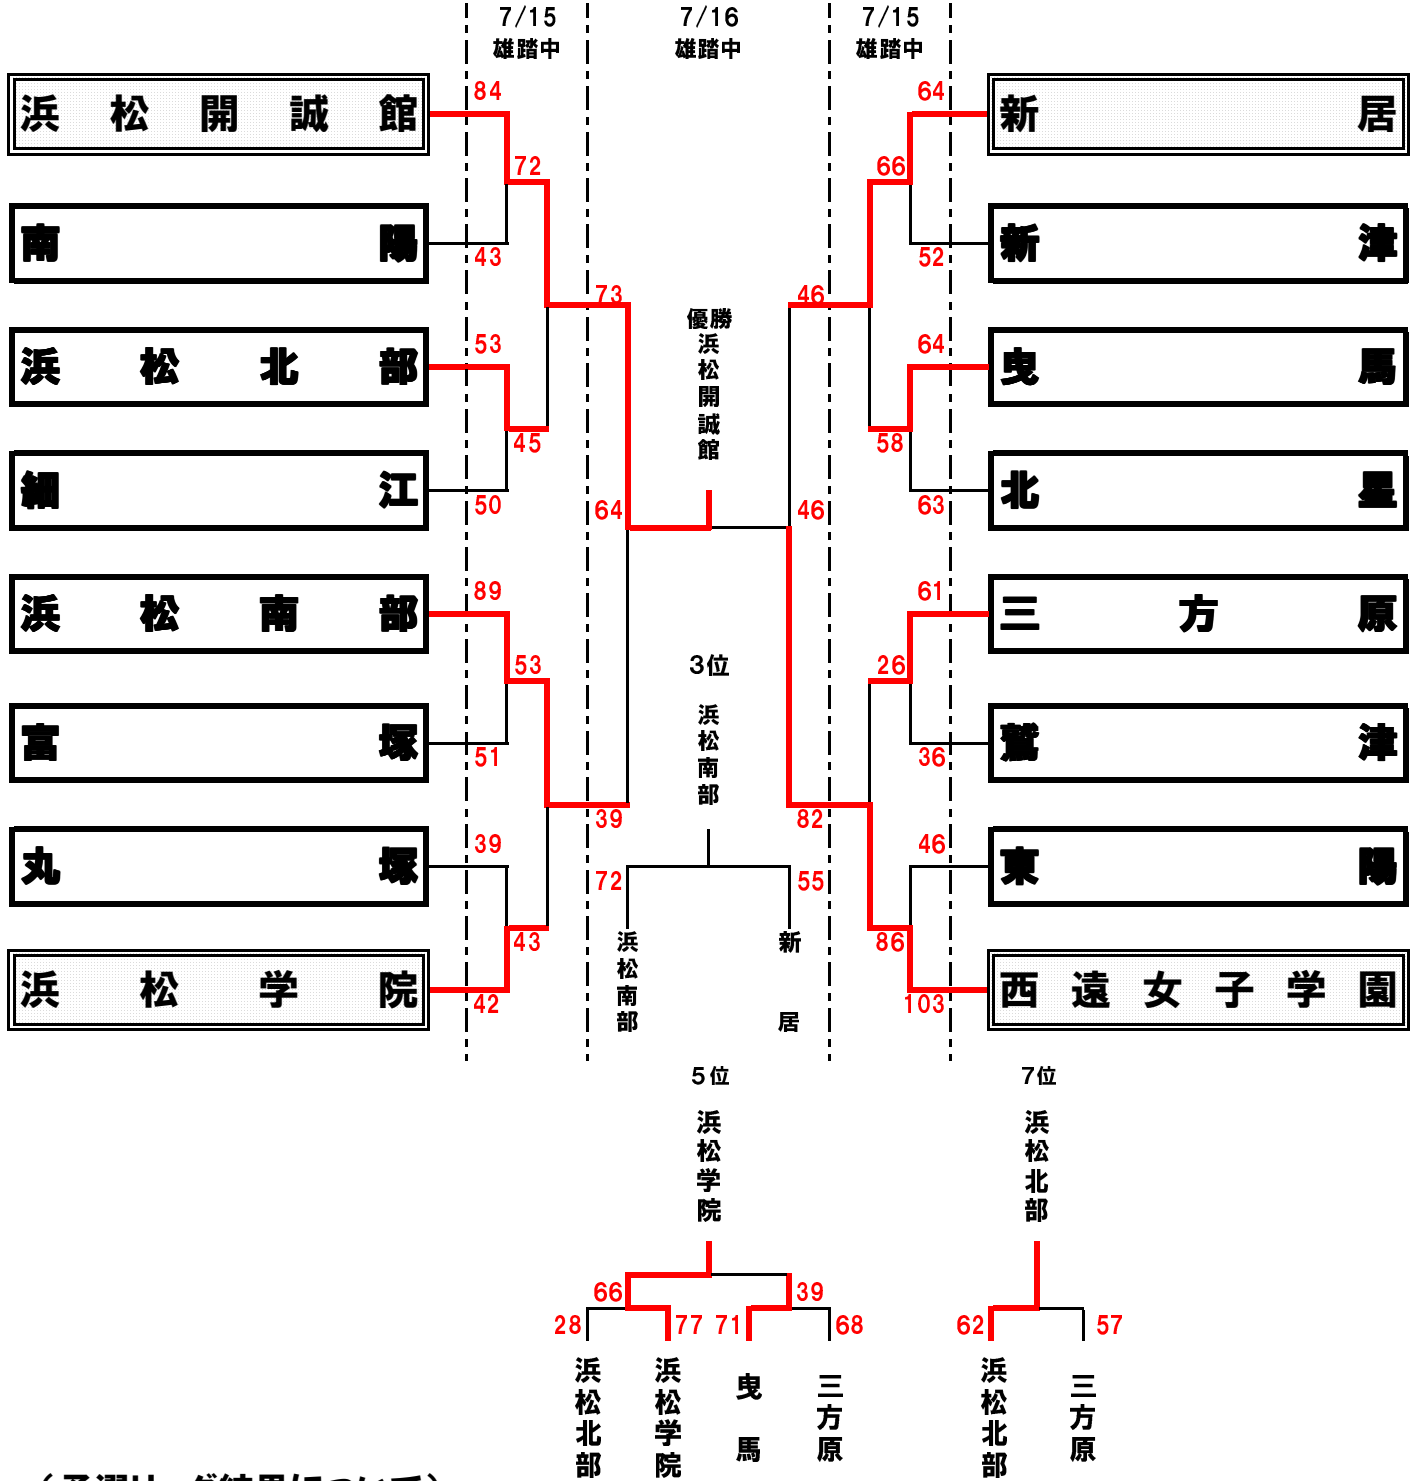 7/15
雄踏中
7/16
雄踏中
7/15
雄踏中
浜松開誠館
84
72
南陽
43
浜松北部
53
45
細江
50
73
64
浜松南部
89
53
富塚
51
丸塚
39
43
浜松学院
42
39
優勝
浜松開誠館
3位
浜松南部
72
55
浜松南部
新居
新居
64
66
新津
52
46
曳馬
64
58
北星
63
46
三方原
61
26
鷲津
36
82
東陽
46
86
西遠女子学園
103
5位
浜松学院
66
39
28
77
71
68
浜松北部
浜松学院
曳馬
三方原
7位
浜松北部
62
57
浜松北部
三方原